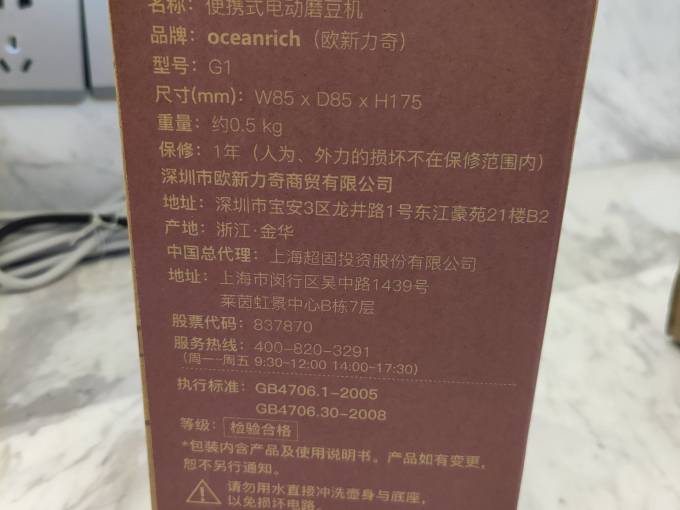 名称：便携式电动磨豆机
品牌：oceanrich（欧新力奇）
型号：G1
尺寸(mm)：W85 x D85 x H175
重量：约0.5 kg
保修：1年（人为、外力的损坏不在保修范围内）
深圳市欧新力奇商贸有限公司
地址：深圳市宝安3区龙井路1号东江豪苑21楼B2
产地：浙江·金华
中国总代理：上海超固投资股份有限公司
地址：上海市闵行区吴中路1439号
莱茵虹景中心B栋7层
股票代码：837870
服务热线：400-820-3291
（周一--周五 9:30-12:00 14:00-17:30）
执行标准：GB4706.1-2005
GB4706.30-2008
等级：检验合格
*包装内含产品及使用说明书。产品如有变更，
恕不另行通知。
请勿用水直接冲洗壶身与底座，
以免损坏电路。